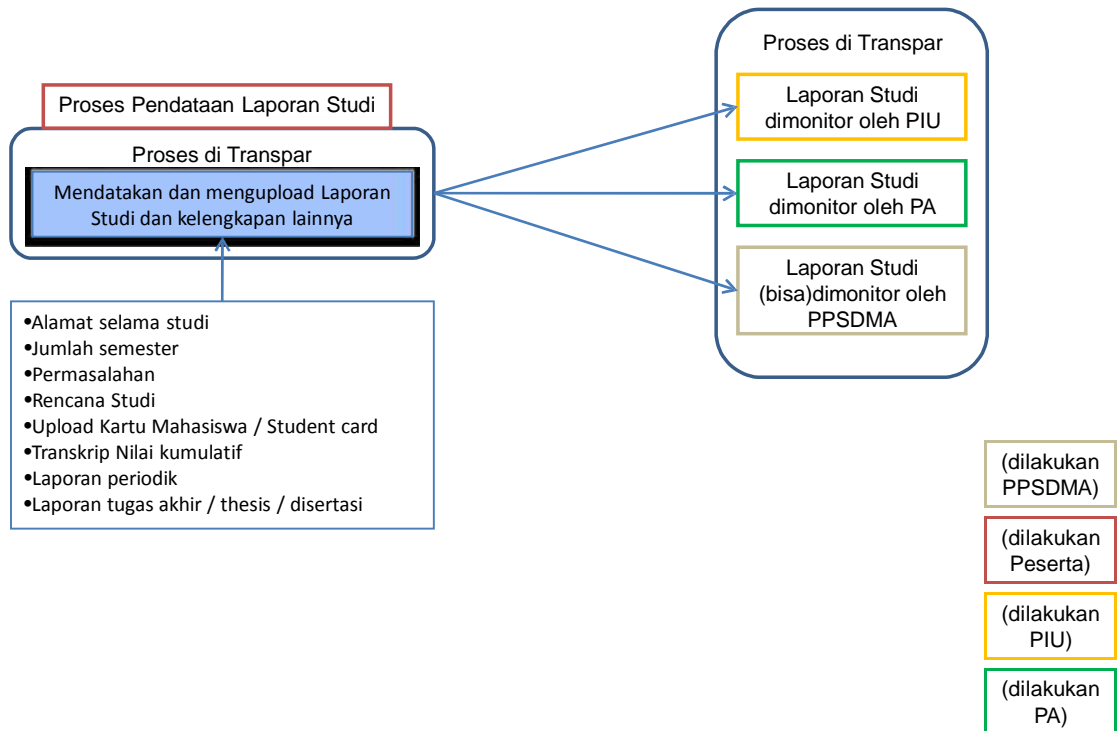 Proses Pendataan Laporan Studi
Proses di Transpar
Mendatakan dan mengupload Laporan
Studi dan kelengkapan lainnya
•Alamat selama studi
•Jumlah semester
•Permasalahan
•Rencana Studi
•Upload Kartu Mahasiswa / Student card
•Transkrip Nilai kumulatif
•Laporan periodik
•Laporan tugas akhir / thesis / disertasi
Proses di Transpar
Laporan Studi
dimonitor oleh PIU
Laporan Studi
dimonitor oleh PA
Laporan Studi
(bisa)dimonitor oleh
PPSDMA
(dilakukan
PPSDMA)
(dilakukan
Peserta)
(dilakukan
PIU)
(dilakukan
PA)